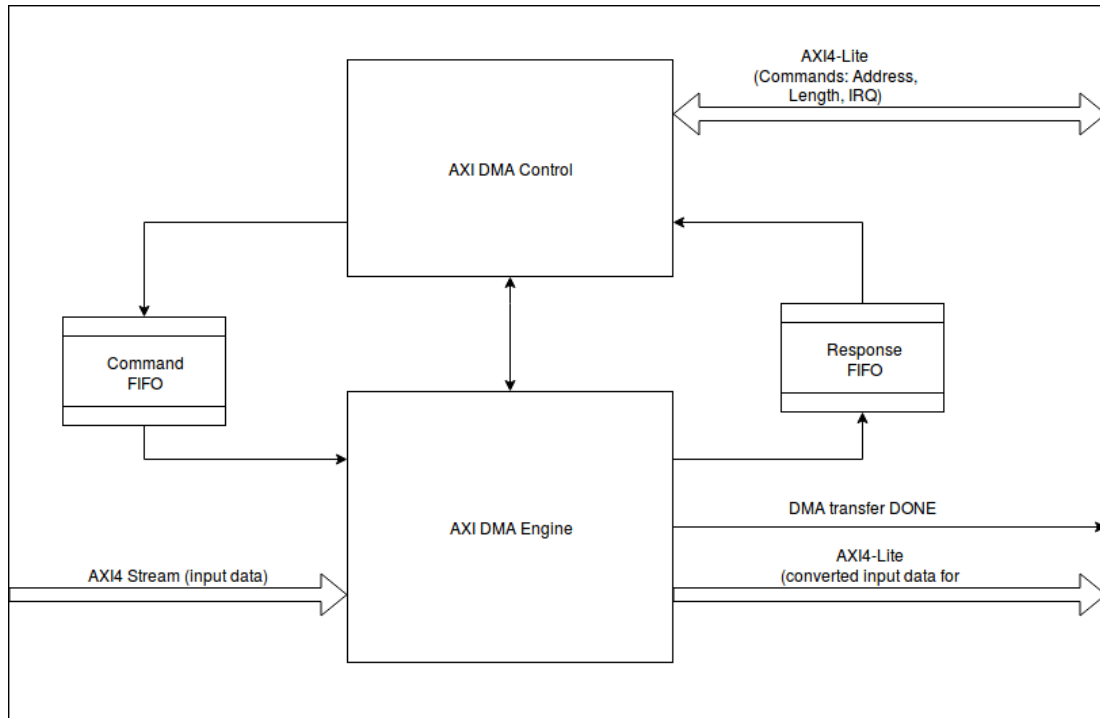 AXI4-Lite
(Commands: Address,
Length, IRQ)
AXI DMA Control
Command
FIFO
Response
FIFO
AXI DMA Engine
DMA transfer DONE
AXI4-Lite
(converted input data for
AXI4 Stream (input data)